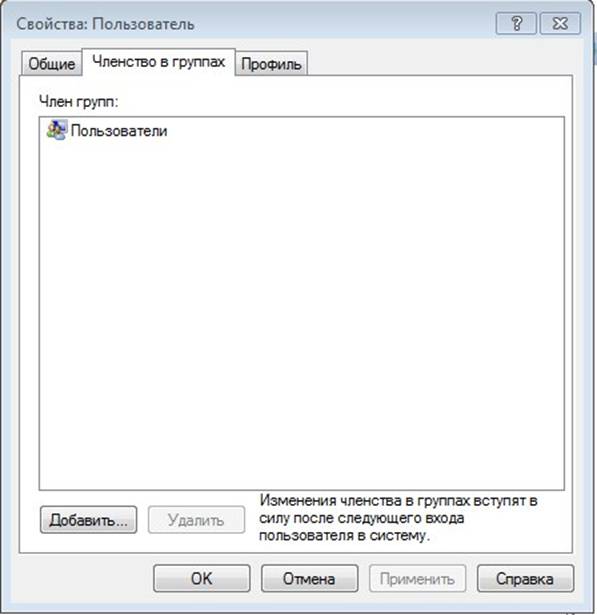 Свойства: Пользователь
Общие
Членство в группах
Профиль
Член групп:
Пользователи
Добавить...
Удалить
Изменения членства в группах вступят в
силу после следующего входа
пользователя в систему.
OK
Отмена
Применить
Справка